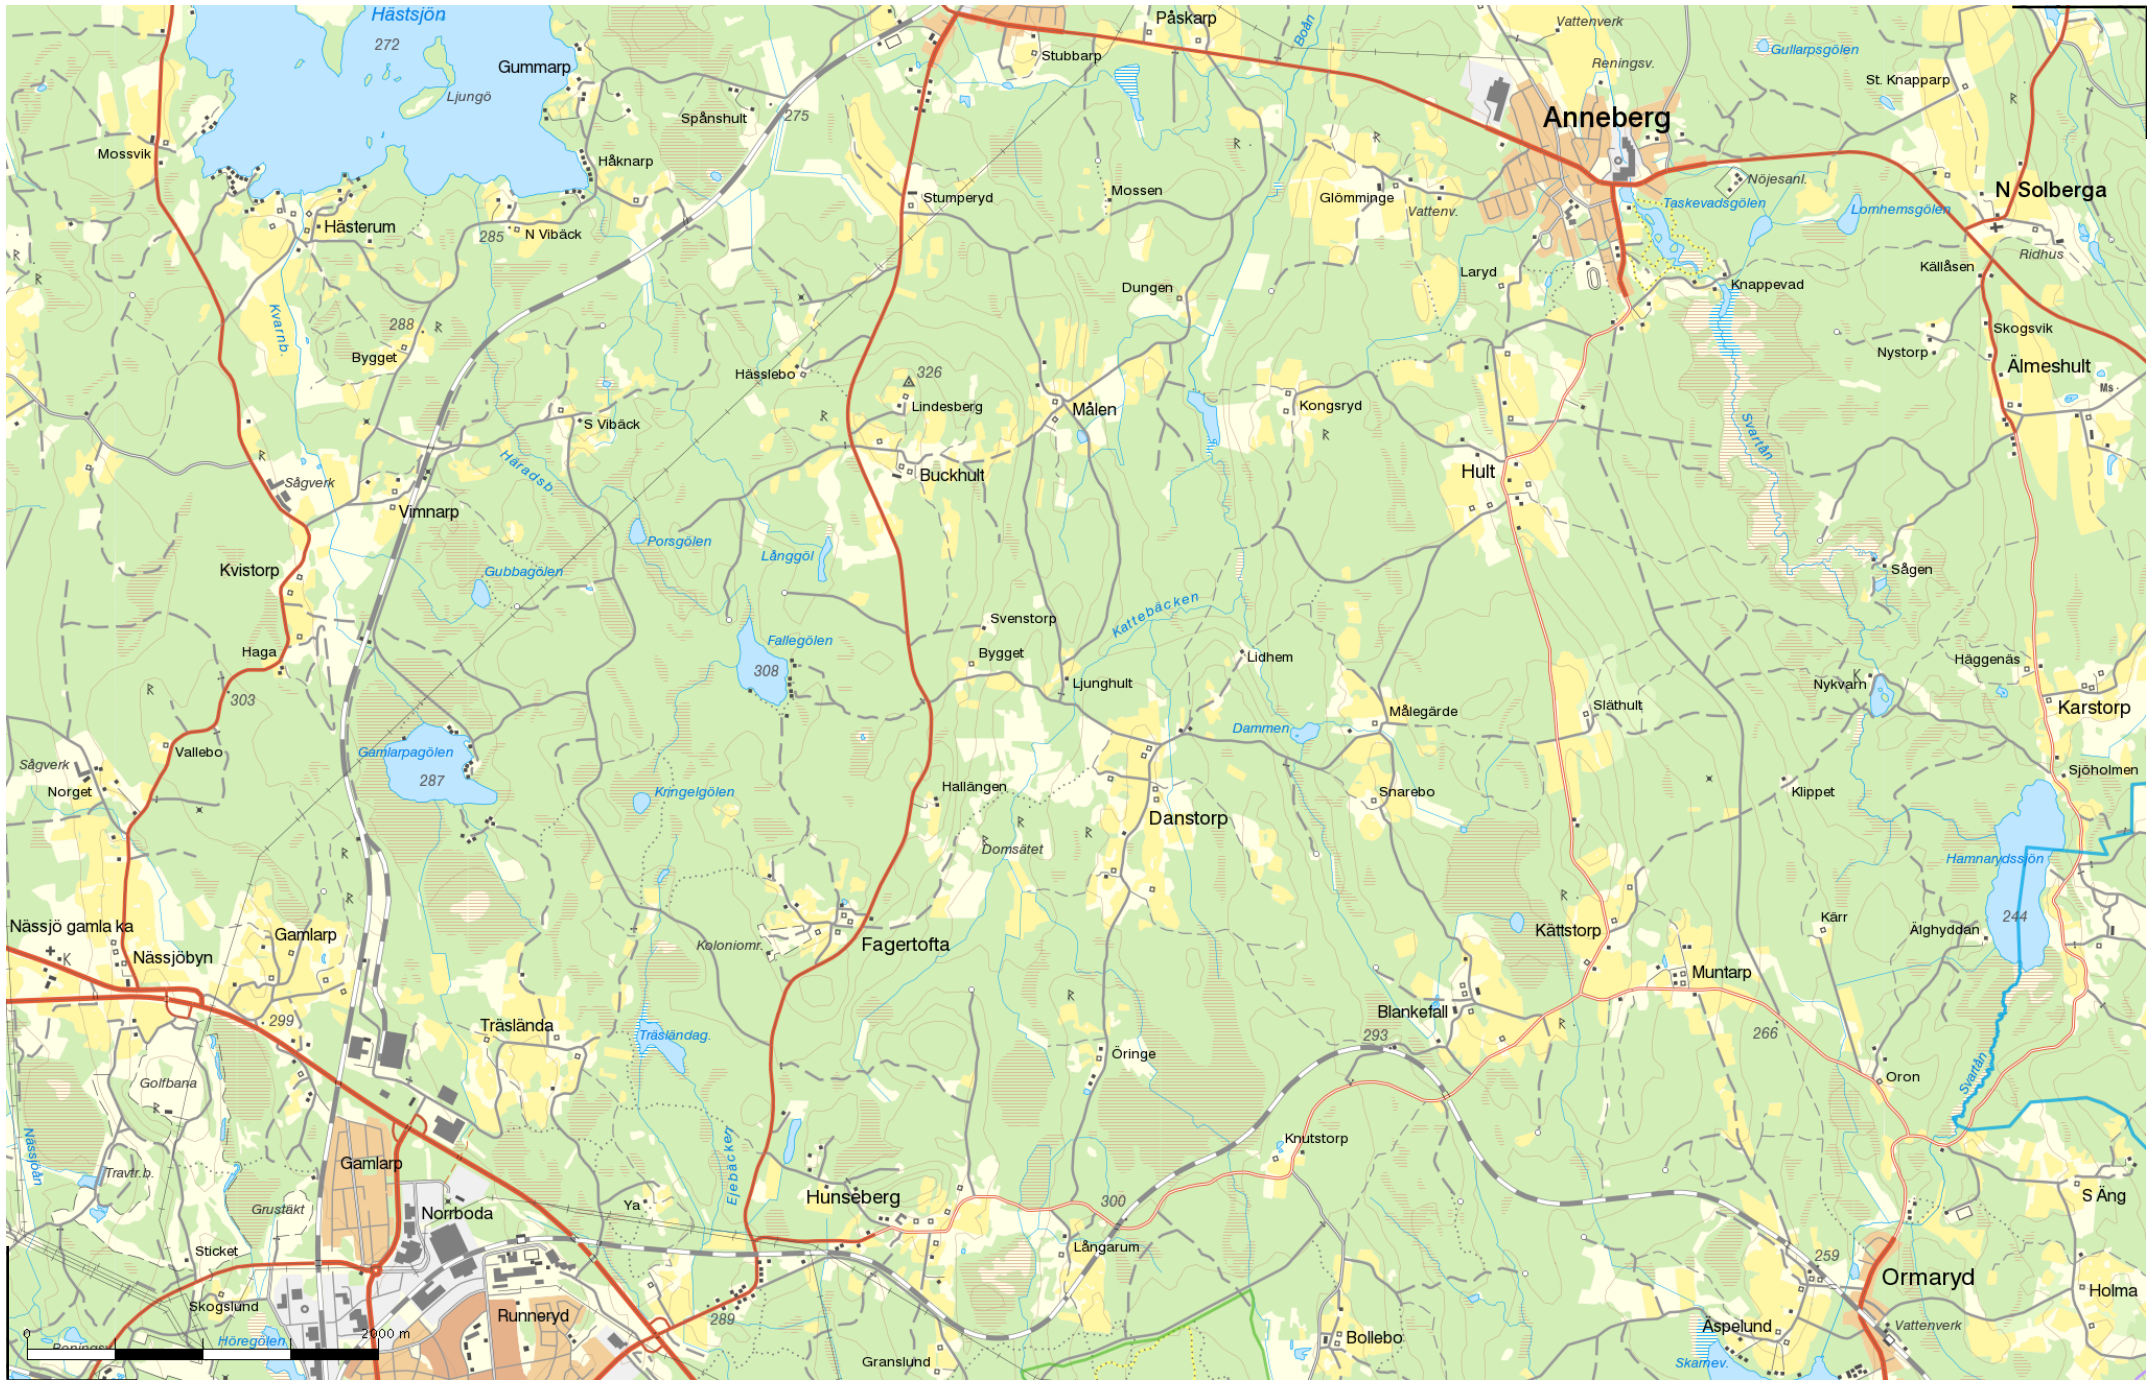 Hästsjön
Påskarp
Vattenverk
272
Stubbarp
Boån
Gullarpsgölen
Gummarp
Reningsv.
St. Knapparp
Ljungö
Spånshult
275
Anneberg
Mossvik
Håknarp
Nöjesanl.
Mossen
Stumperyd
Glömminge
Vattenv.
Taskevadsgölen
Lomhemsgölen
N Solberga
Hästerum
285
N Vibäck
Ridhus
Källåsen
Laryd
Knappevad
Dungen
Kvarnb.
288
Skogsvik
Bygget
Nystorp
Hässlebo
326
Älmeshult
Ms
Lindesberg
Målen
Kongsryd
S Vibäck
Svartån
Häradsb.
Buckhult
Hult
Sågverk
Vimnarp
Porsgölen
Långgöl
Gubbagölen
Kvistorp
Sågen
Kattebäcken
Svenstorp
Fallegölen
Haga
Bygget
Lidhem
Häggenäs
308
Ljunghult
K
Nykvarn
303
Släthult
Karstorp
Målegärde
Dammen
Vallebo
Gamlarpagölen
Sågverk
287
Sjöholmen
Norget
Kringelgölen
Hallängen
Snarebo
Klippet
Danstorp
Domsätet
Hamnarydssjön
Nässjö gamla ka
K
Gamlarp
Koloniomr.
Fagertofta
Kättstorp
Kärr
244
Älghyddan
Nässjöbyn
Muntarp
299
Träslända
Blankefall
Träsländag.
293
266
Öringe
Golfbana
Oron
Svartån
Nässjöån
Ejebäcken
Knutstorp
Gamlarp
Travtr.b.
Hunseberg
S Äng
Grustäkt
Norrboda
Ya
300
Sticket
Långarum
259
Ormaryd
Holma
Skogslund
Runneryd
289
Vattenverk
Äspelund
Bollebo
0
2000 m
Höregölen
Reningsv.
Granslund
Skarnev.